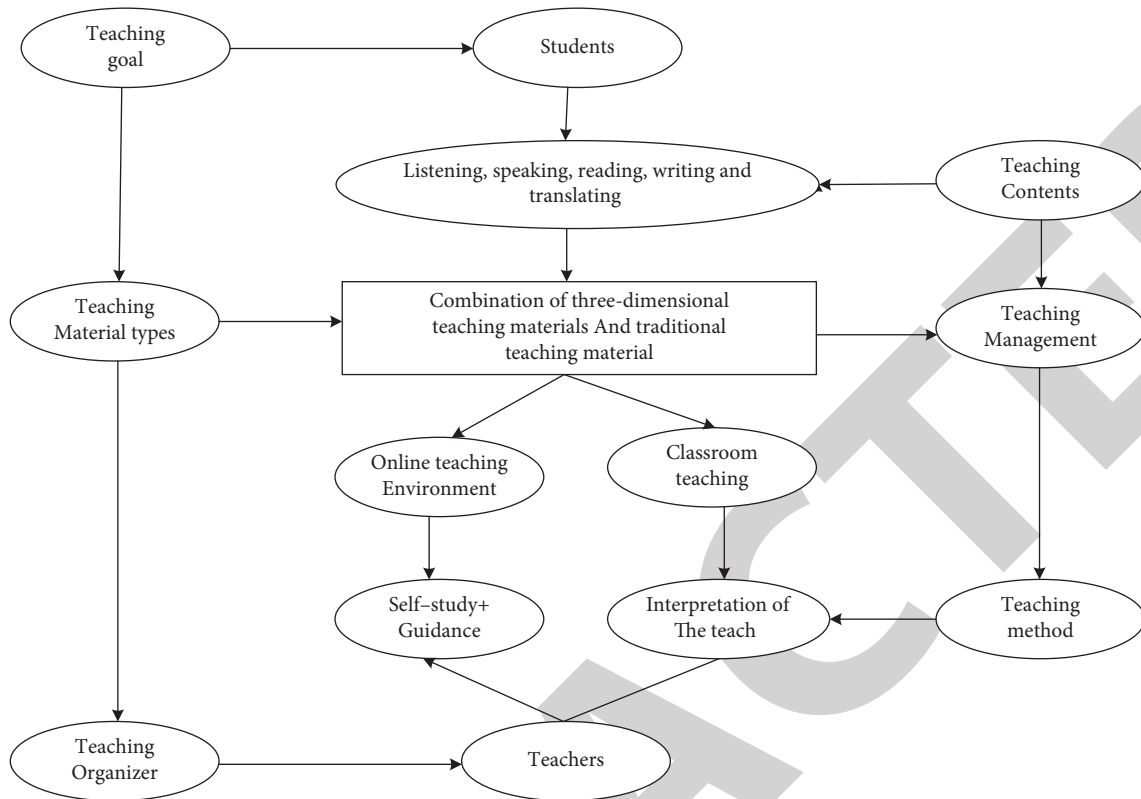 Teaching
goal
Students
Listening, speaking, reading, writing and
translating
Teaching
Contents
Teaching
Material types
Combination of three-dimensional
teaching materials And traditional
teaching material
Teaching
Management
Online teaching
Environment
Classroom
teaching
Self–study+
Guidance
Interpretation of
The teach
Teaching
method
Teaching
Organizer
Teachers